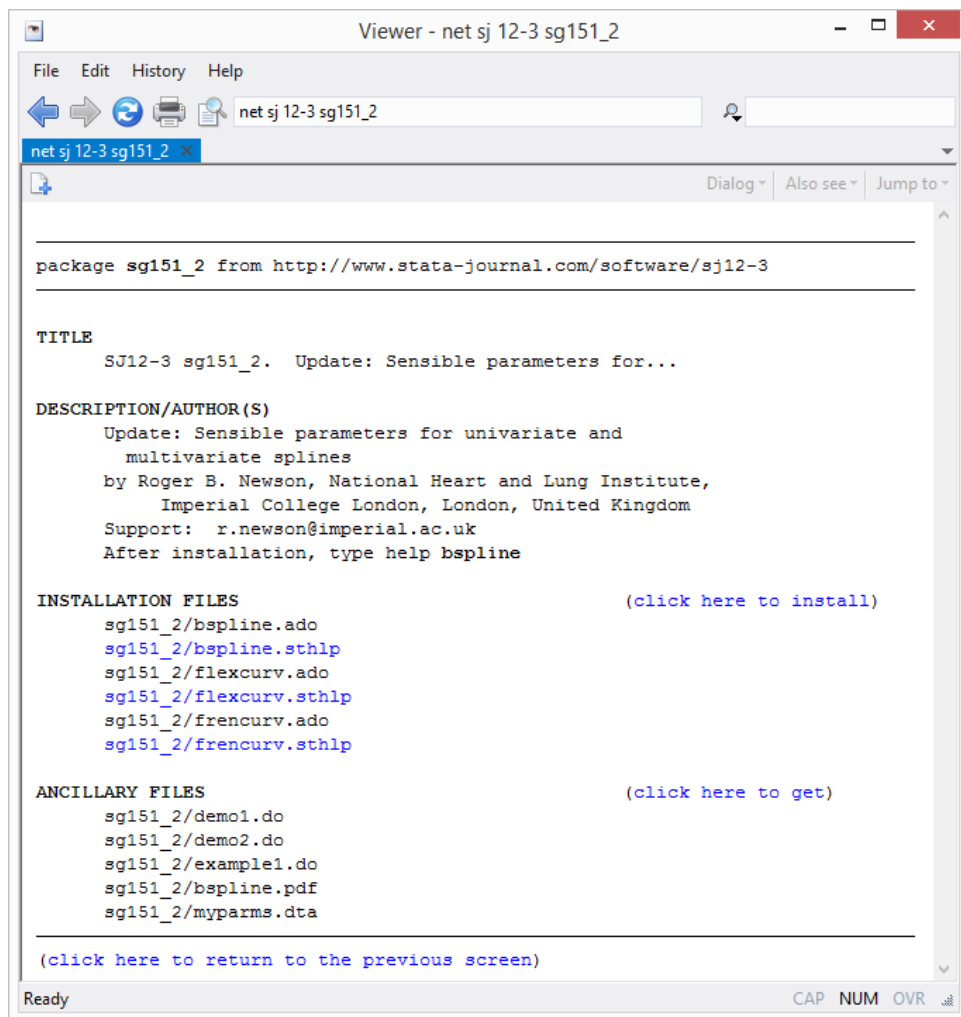 Viewer - net sj 12-3 sg151_2
File Edit History Help
net sj 12-3 sg151_2
net sj 12-3 sg151_2
Dialog Also see Jump to
package sg151_2 from http://www.stata-journal.com/software/sj12-3
TITLE
SJ12-3 sg151_2. Update: Sensible parameters for...
DESCRIPTION/AUTHOR(S)
Update: Sensible parameters for univariate and
multivariate splines
by Roger B. Newson, National Heart and Lung Institute,
Imperial College London, London, United Kingdom
Support: r.newson@imperial.ac.uk
After installation, type help bspline
INSTALLATION FILES (click here to install)
sg151_2/bspline.ado
sg151_2/bspline.sthlp
sg151_2/flexcurv.ado
sg151_2/flexcurv.sthlp
sg151_2/frencurv.ado
sg151_2/frencurv.sthlp
ANCILLARY FILES (click here to get)
sg151_2/demo1.do
sg151_2/demo2.do
sg151_2/example1.do
sg151_2/bspline.pdf
sg151_2/myparms.dta
(click here to return to the previous screen)
Ready CAP NUM OVR